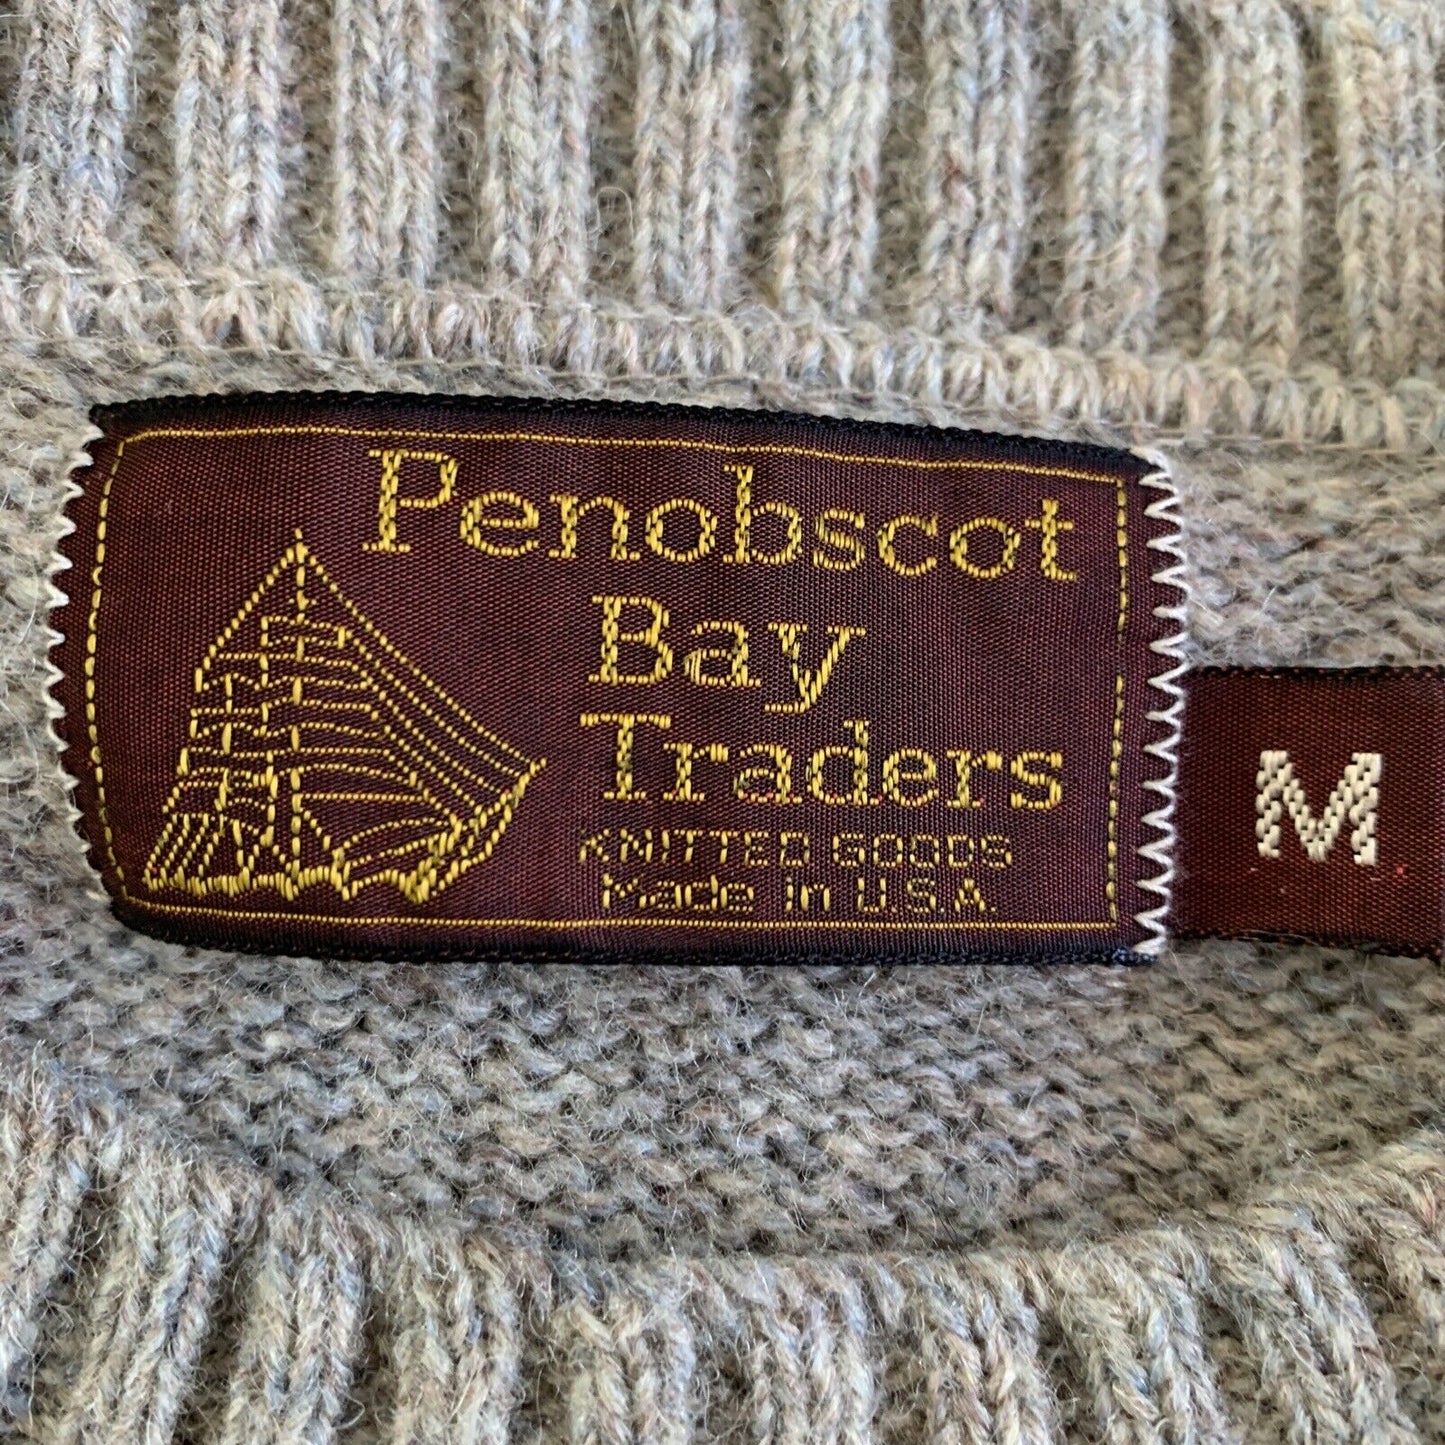 Penobscot
Bay
Traders
KNITTED GOODS
Made in U.S.A
M